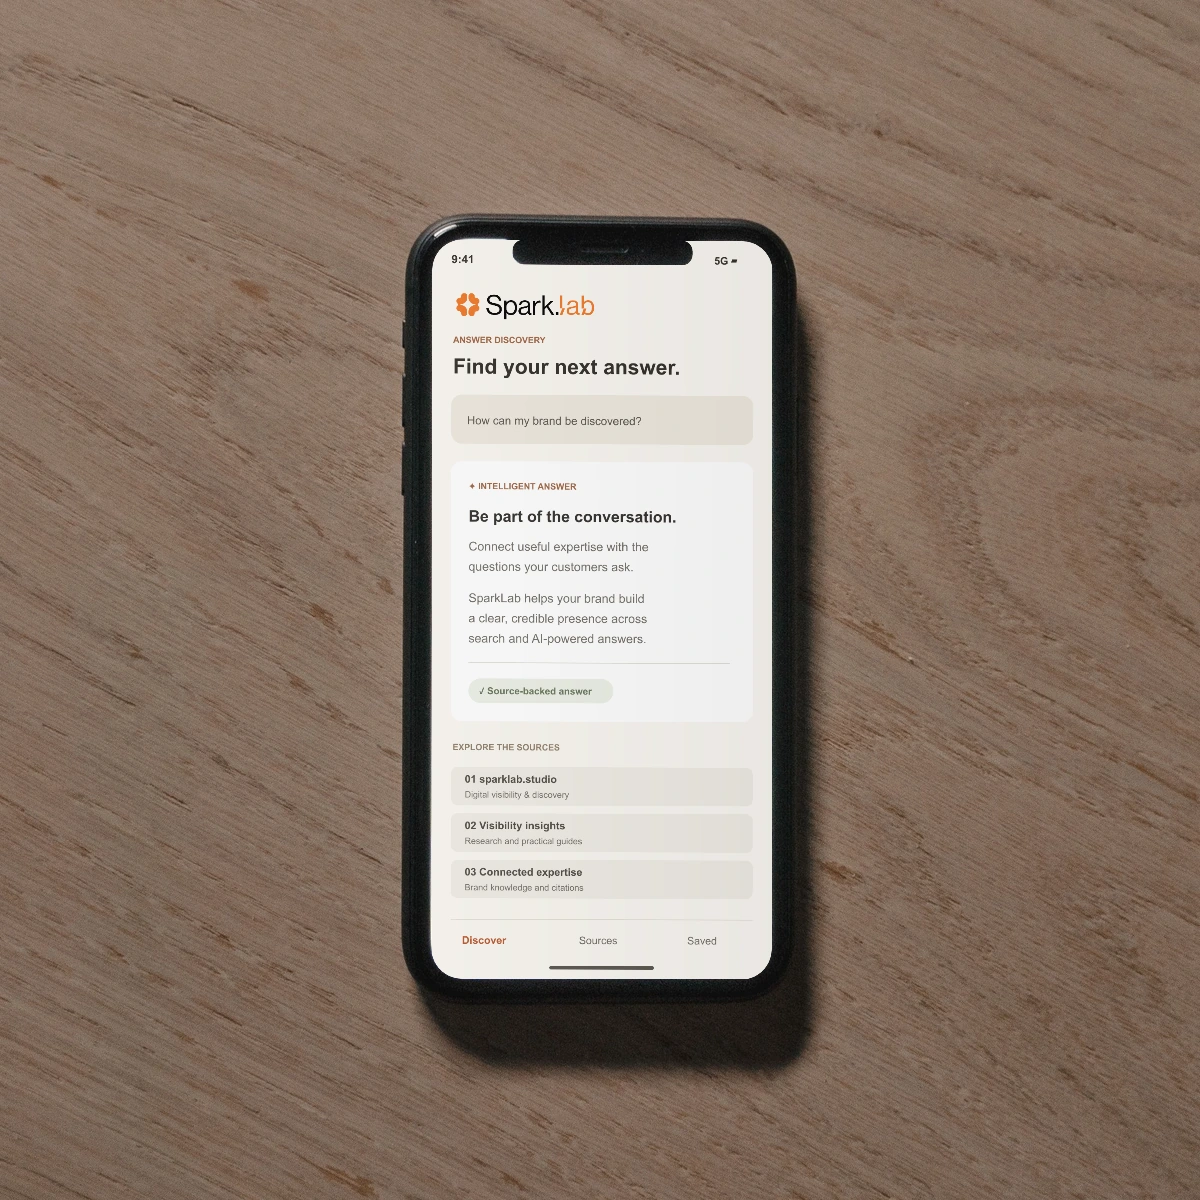 9:41
5G
Spark.lab
ANSWER DISCOVERY
Find your next answer.
How can my brand be discovered?
✦ INTELLIGENT ANSWER
Be part of the conversation.
Connect useful expertise with the
questions your customers ask.
SparkLab helps your brand build
a clear, credible presence across
search and AI-powered answers.
✓ Source-backed answer
EXPLORE THE SOURCES
01 sparklab.studio
Digital visibility & discovery
02 Visibility insights
Research and practical guides
03 Connected expertise
Brand knowledge and citations
Discover
Sources
Saved